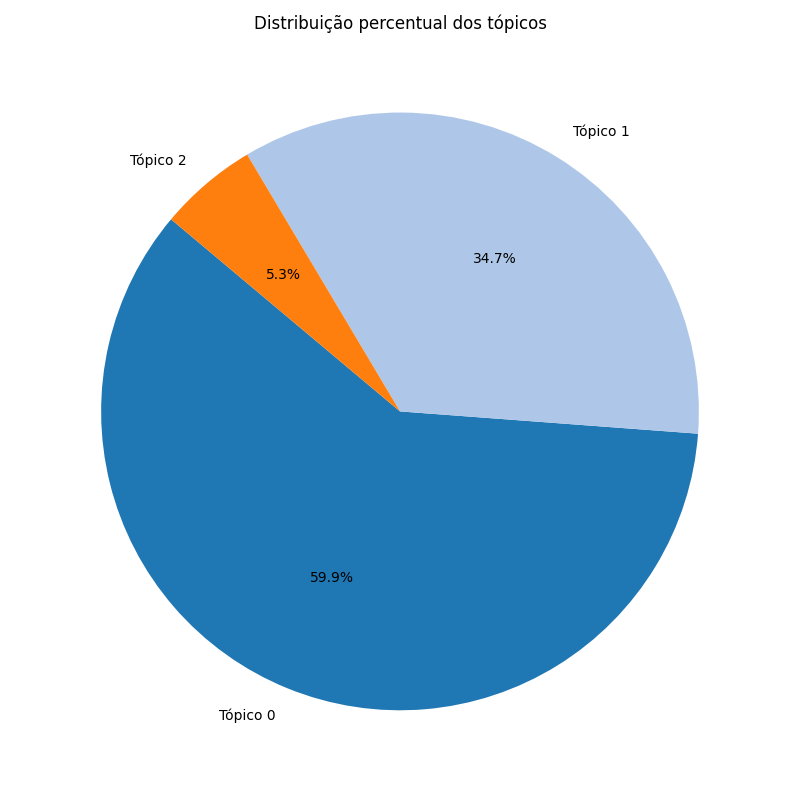 Distribuição percentual dos tópicos
Tópico 1
Tópico 2
34.7%
5.3%
59.9%
Tópico 0